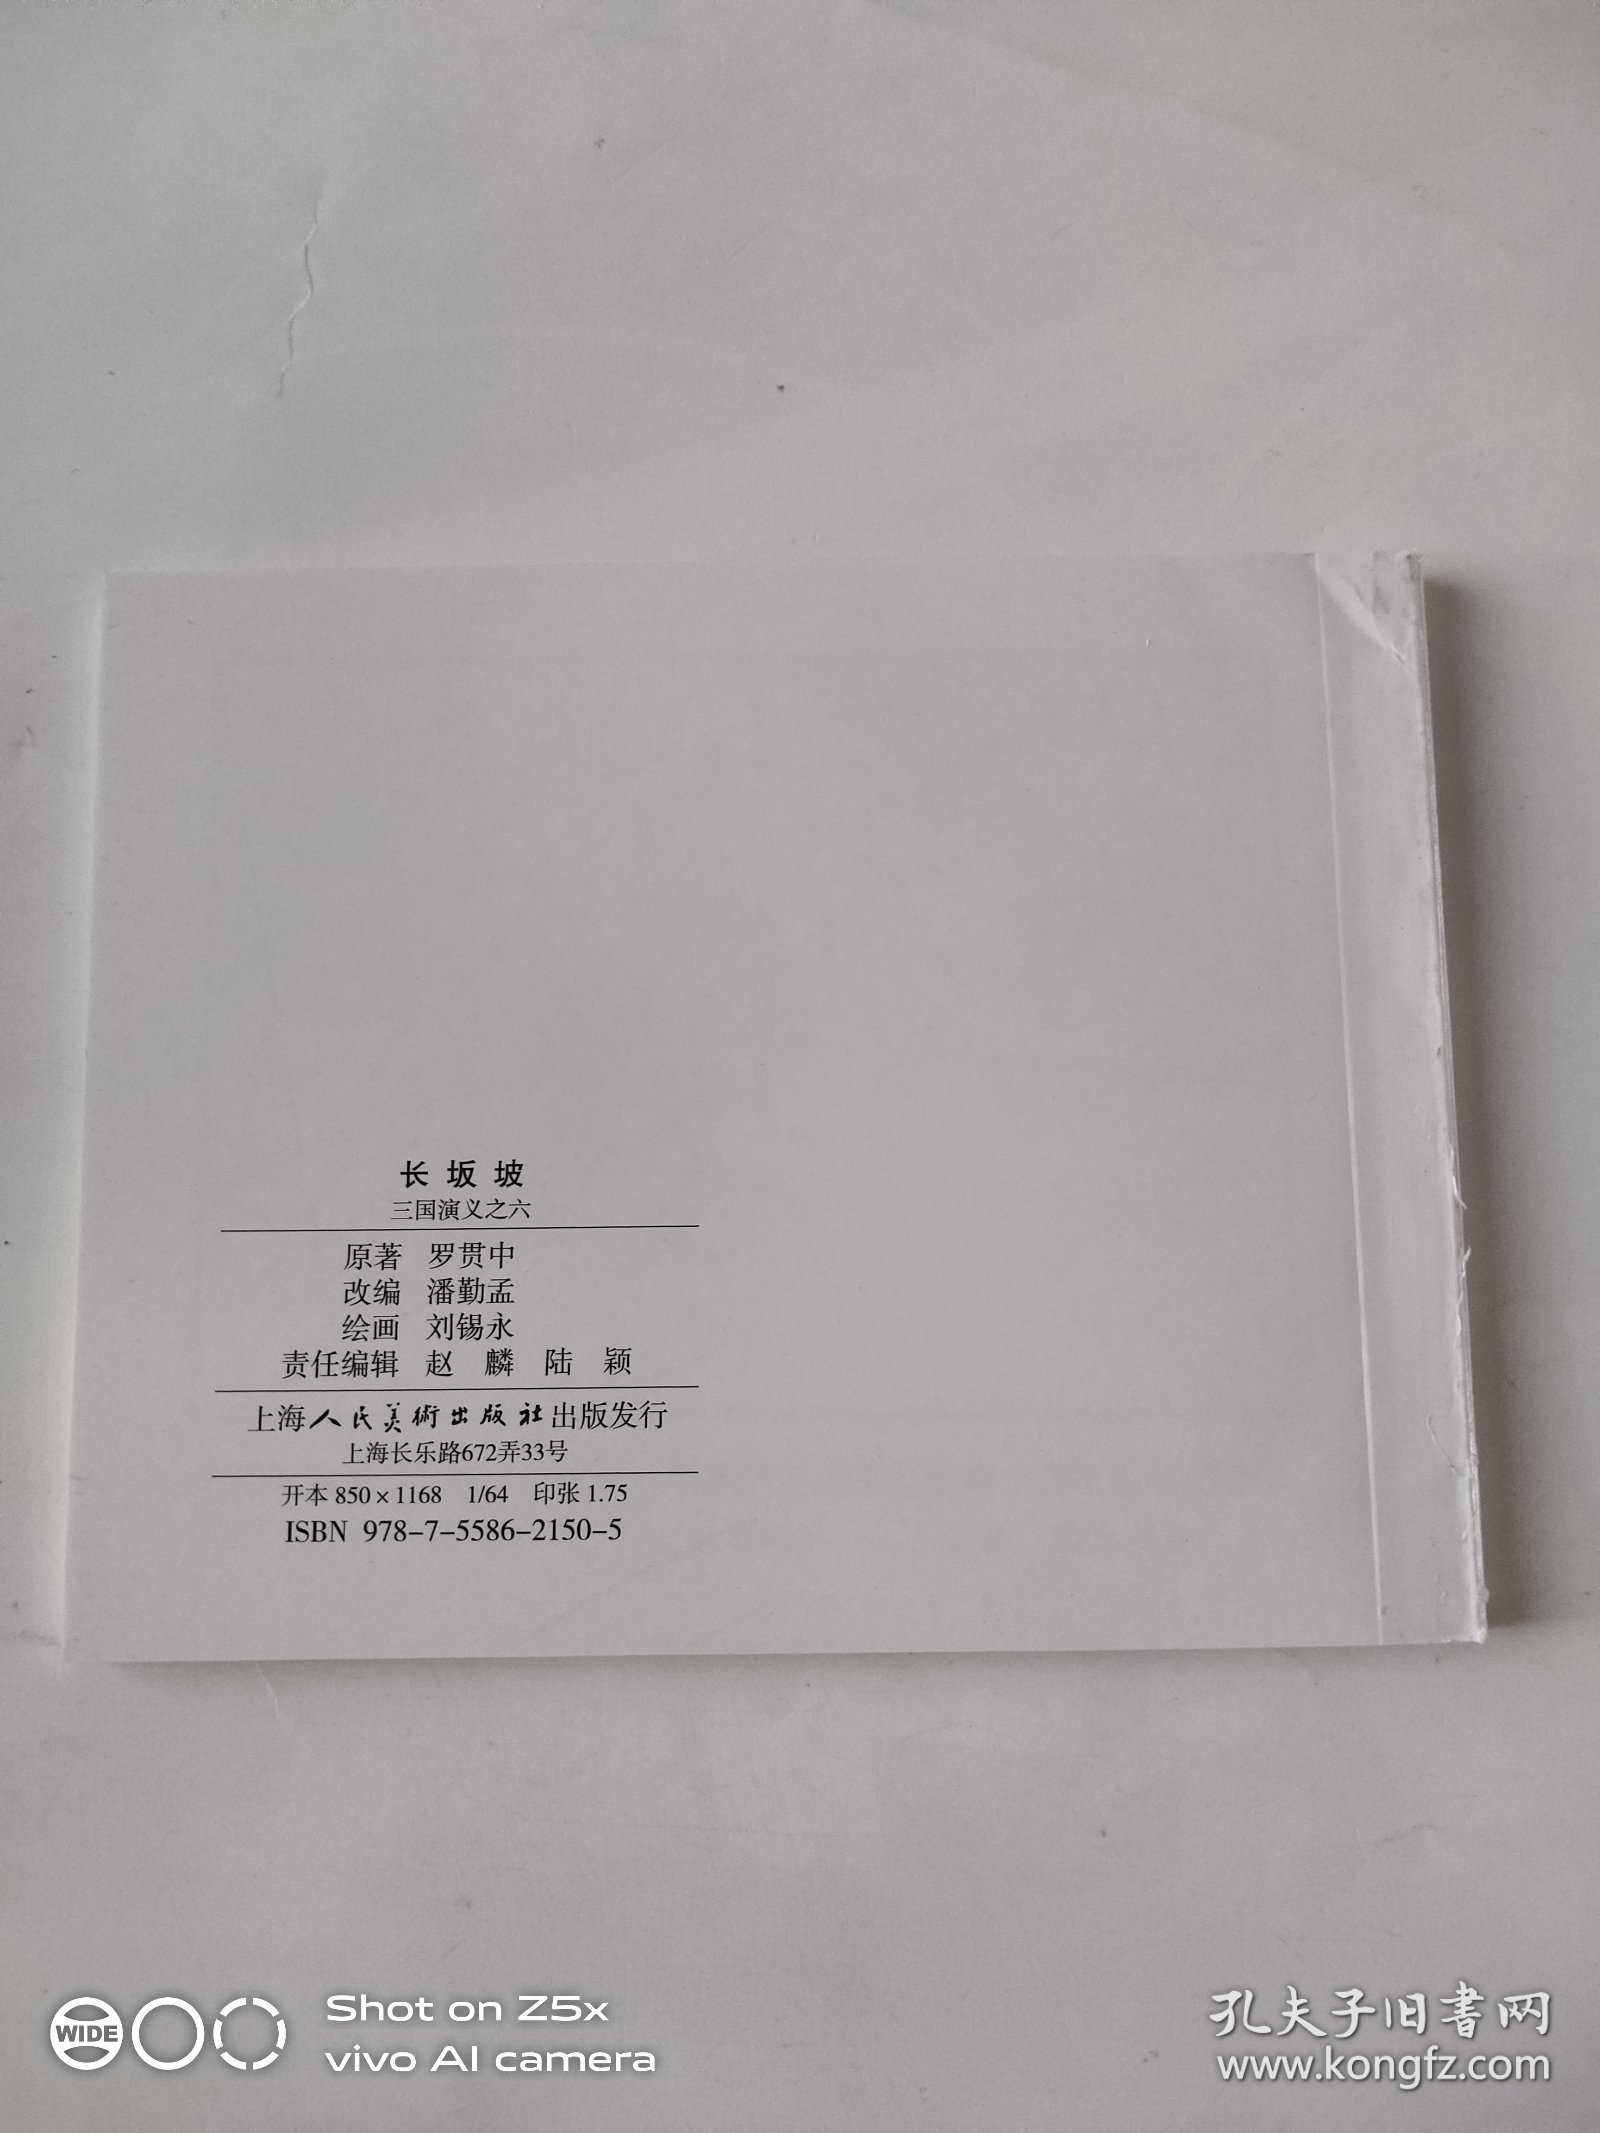 长坂坡
三国演义之六
原著 罗贯中
改编 潘勤孟
绘画 刘锡永
责任编辑 赵 麟 陆 颖
上海人民美術出版社出版发行
上海长乐路672弄33号
开本 850×1168 1/64 印张 1.75
ISBN 978-7-5586-2150-5
WIDE
Shot on Z5x
vivo AI camera
孔夫子旧書网
www.kongfz.com